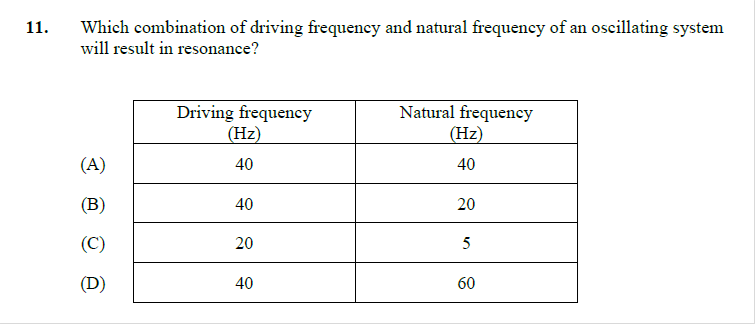 11. Which combination of driving frequency and natural frequency of an oscillating system
will result in resonance?
Driving frequency Natural frequency
(Hz) (Hz)
(A) 40 40
(B) 40 20
(C) 20 5
(D) 40 60